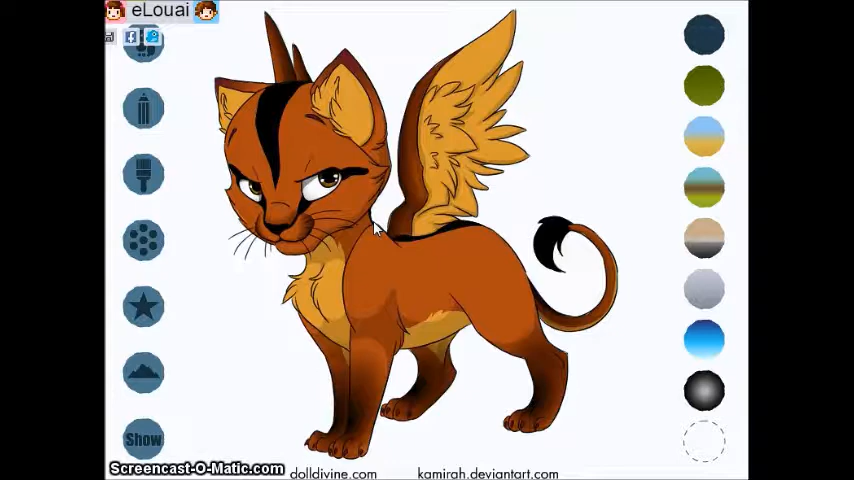 eLouai
Show
Screencast-O-Matic.com
dolldivine.com
kamirah.deviantart.com